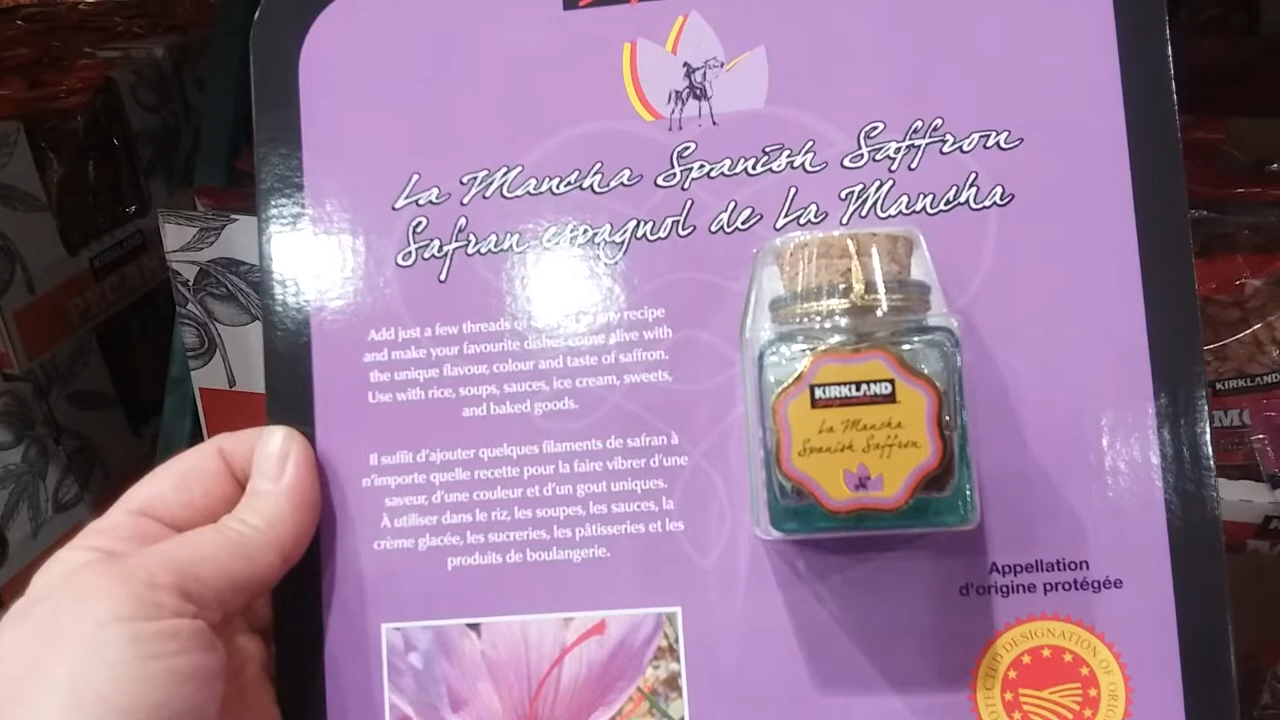 La Mancha Spanish Saffron
Safran espagnol de La Mancha
Add just a few threads of any recipe
and make your favourite dishes come alive with
the unique flavour, colour and taste of saffron.
Use with rice, soups, sauces, ice cream, sweets,
and baked goods.
Il suffit d'ajouter quelques filaments de safran à
n'importe quelle recette pour la faire vibrer d'une
saveur, d'une couleur et d'un gout uniques.
À utiliser dans le riz, les soupes, les sauces, la
crème glacée, les sucreries, les pâtisseries et les
produits de boulangerie.
KIRKLAND
La Mancha
Spanish Saffron
Appellation
d'origine protégée
PROTECTED DESIGNATION OF
KIRKLAND
KIRKLAND